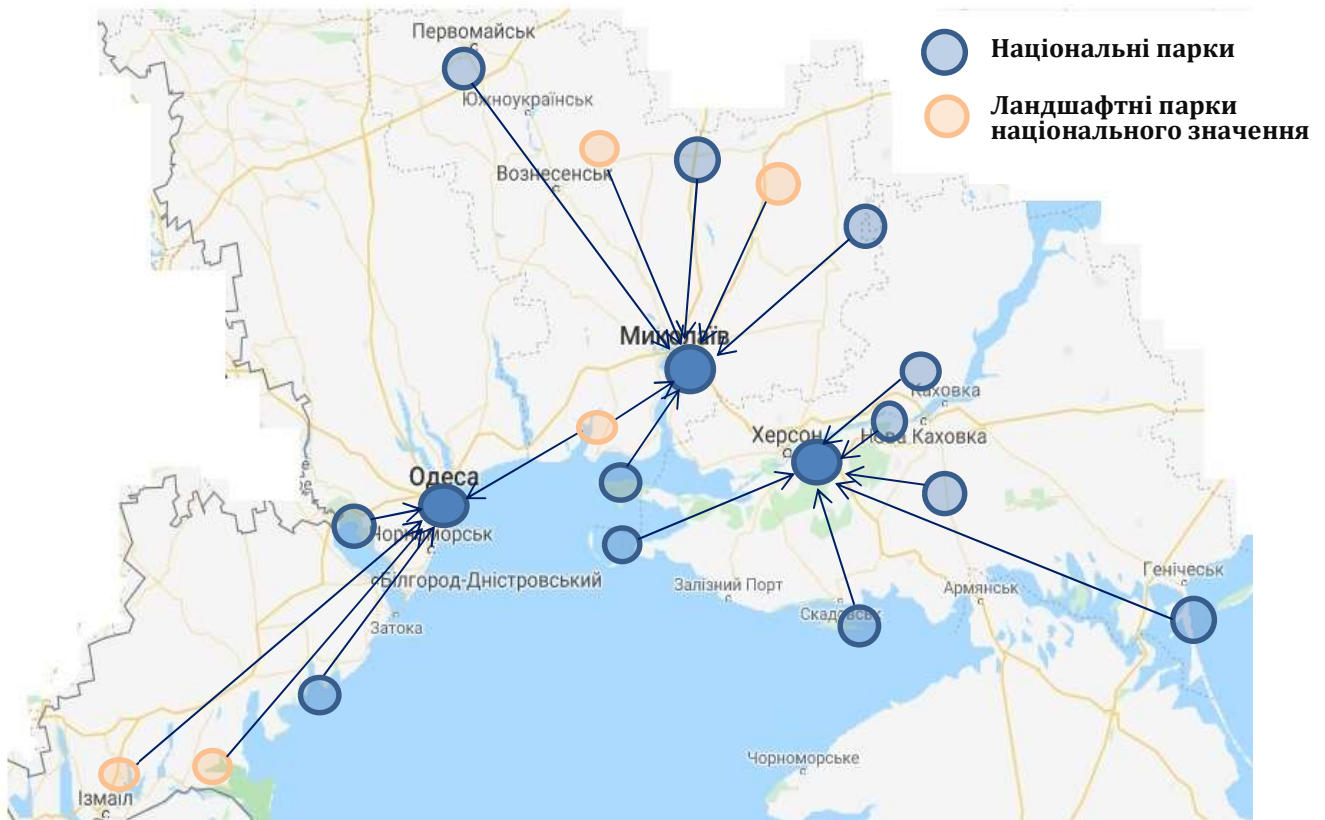 Первомайськ
Національні парки
Южноукраїнськ
Ландшафтні парки
національного значення
Вознесенськ
Миколаїв
Каховка
Херсон
Нова Каховка
Одеса
Чорноморськ
Білгород-Дністровський
Залізний Порт
Армянськ
Генічеськ
Скадовськ
Затока
Чорноморське
Ізмаїл